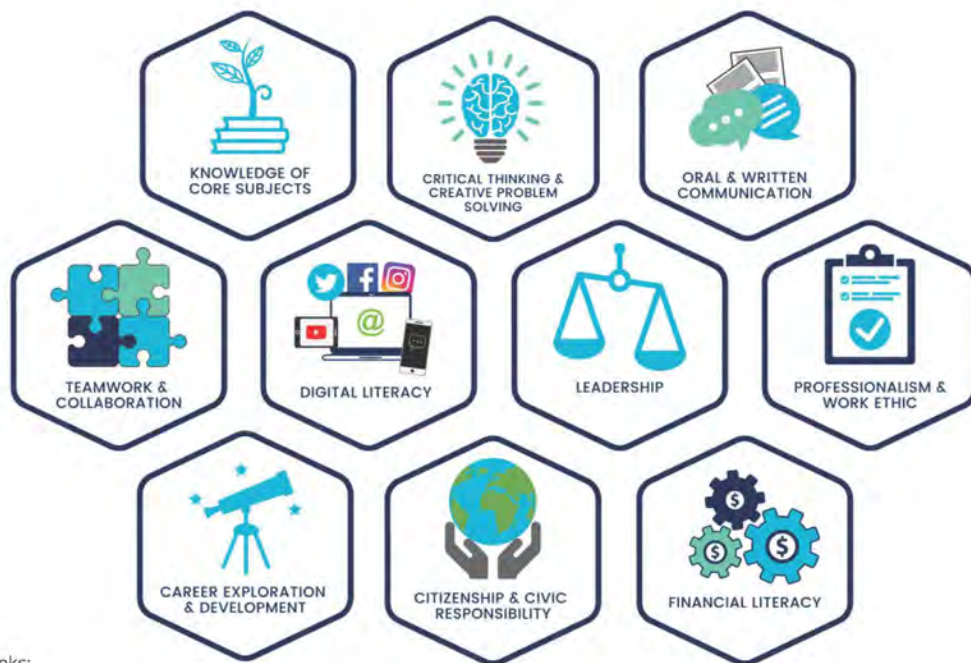 KNOWLEDGE OF
CORE SUBJECTS
CRITICAL THINKING &
CREATIVE PROBLEM
SOLVING
ORAL & WRITTEN
COMMUNICATION
TEAMWORK &
COLLABORATION
@
DIGITAL LITERACY
LEADERSHIP
PROFESSIONALISM &
WORK ETHIC
CAREER EXPLORATION
& DEVELOPMENT
CITIZENSHIP & CIVIC
RESPONSIBILITY
$
$
$
FINANCIAL LITERACY